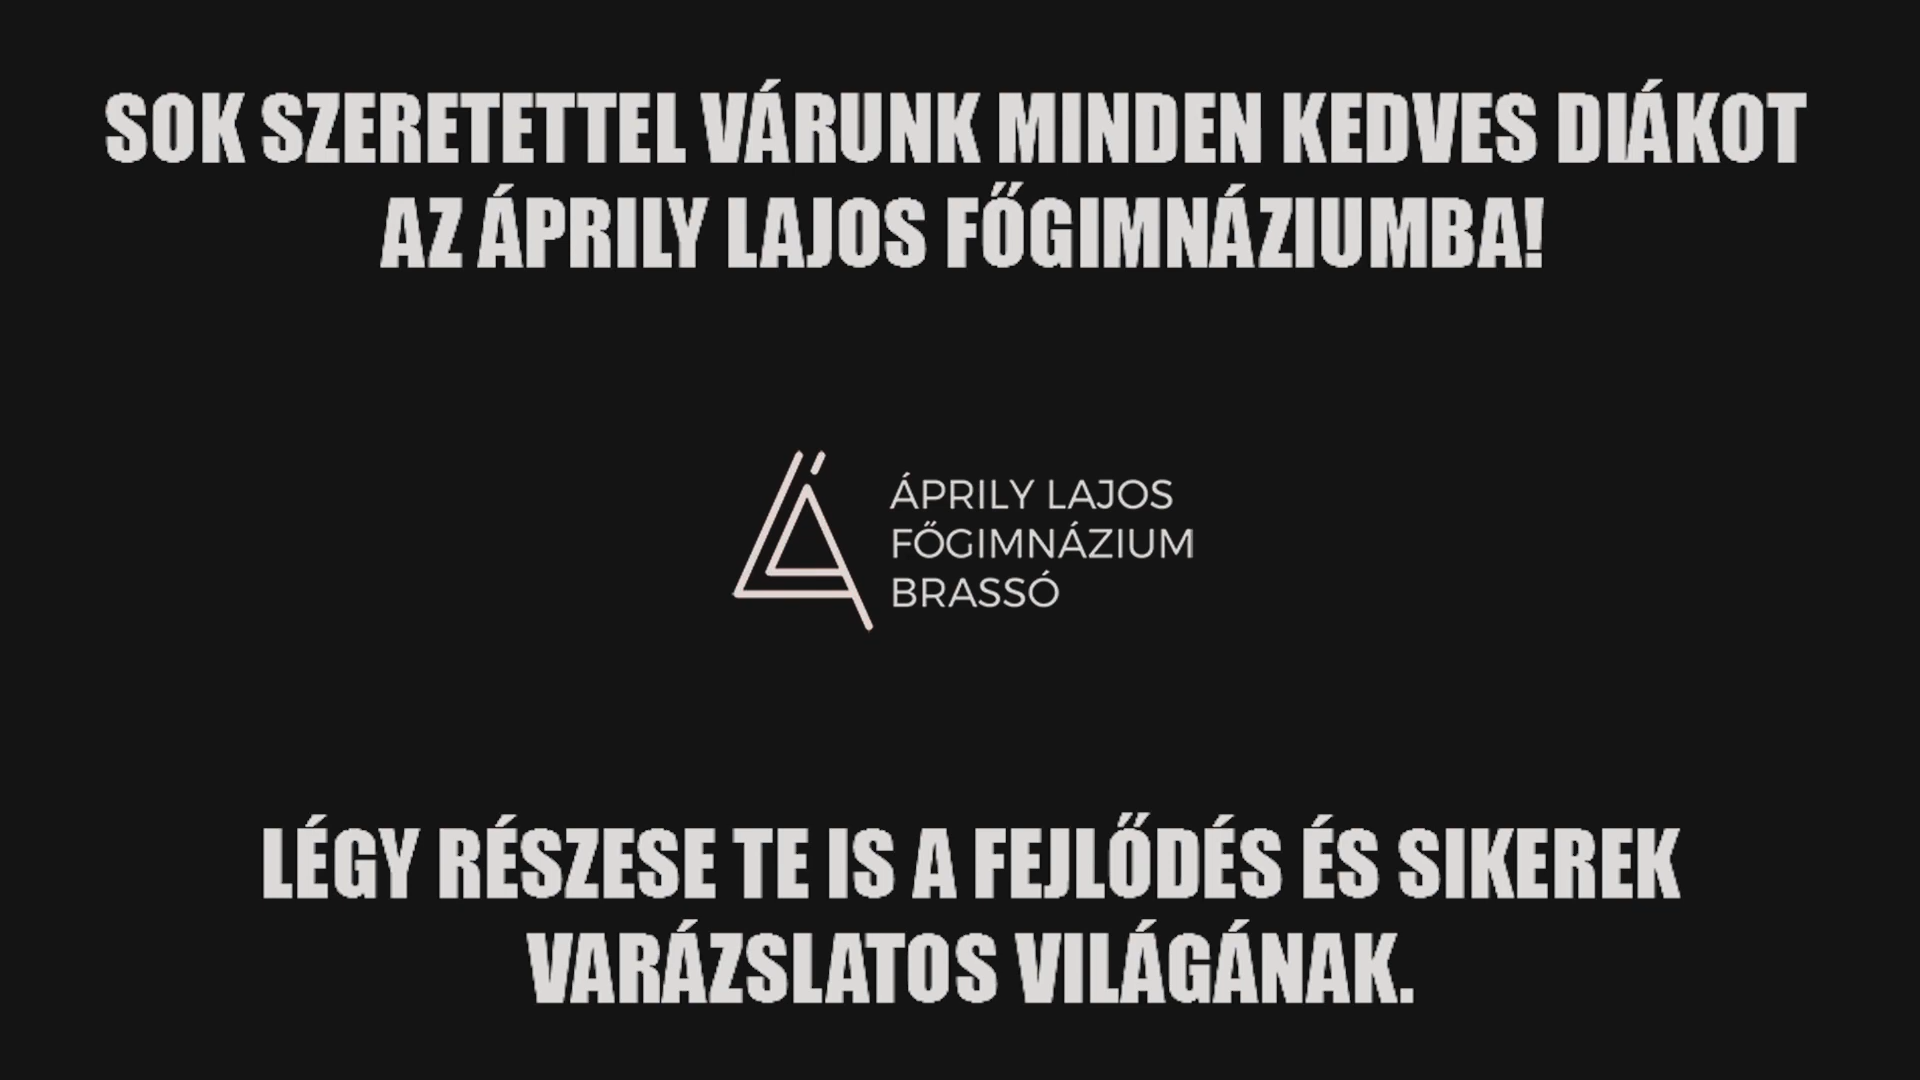 SOK SZERETETTEL VÁRUNK MINDEN KEDVES DIÁKOT
AZ ÁPRILY LAJOS FŐGIMNÁZIUMBA!
ÁPRILY LAJOS
FŐGIMNÁZIUM
BRASSÓ
LÉGY RÉSZESE TE IS A FEJLŐDÉS ÉS SIKEREK
VARÁZSLATOS VILÁGÁNAK.